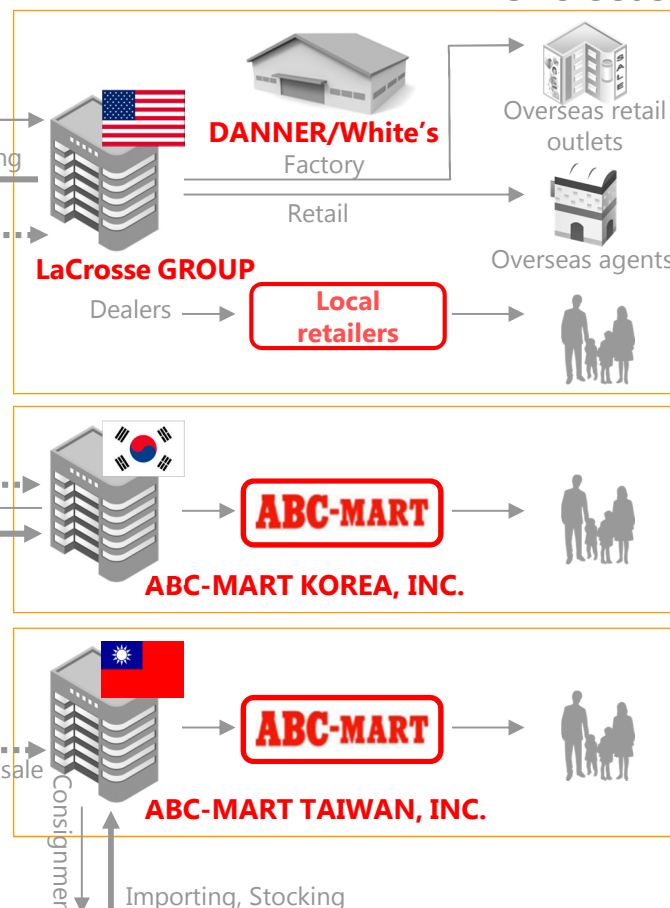 DANNER/White's
Factory
Overseas retail
outlets
Retail
LaCrosse GROUP
Overseas agents
Dealers
Local
retailers
ABC-MART
ABC-MART KOREA, INC.
ABC-MART
sale
ABC-MART TAIWAN, INC.
Importing, Stocking